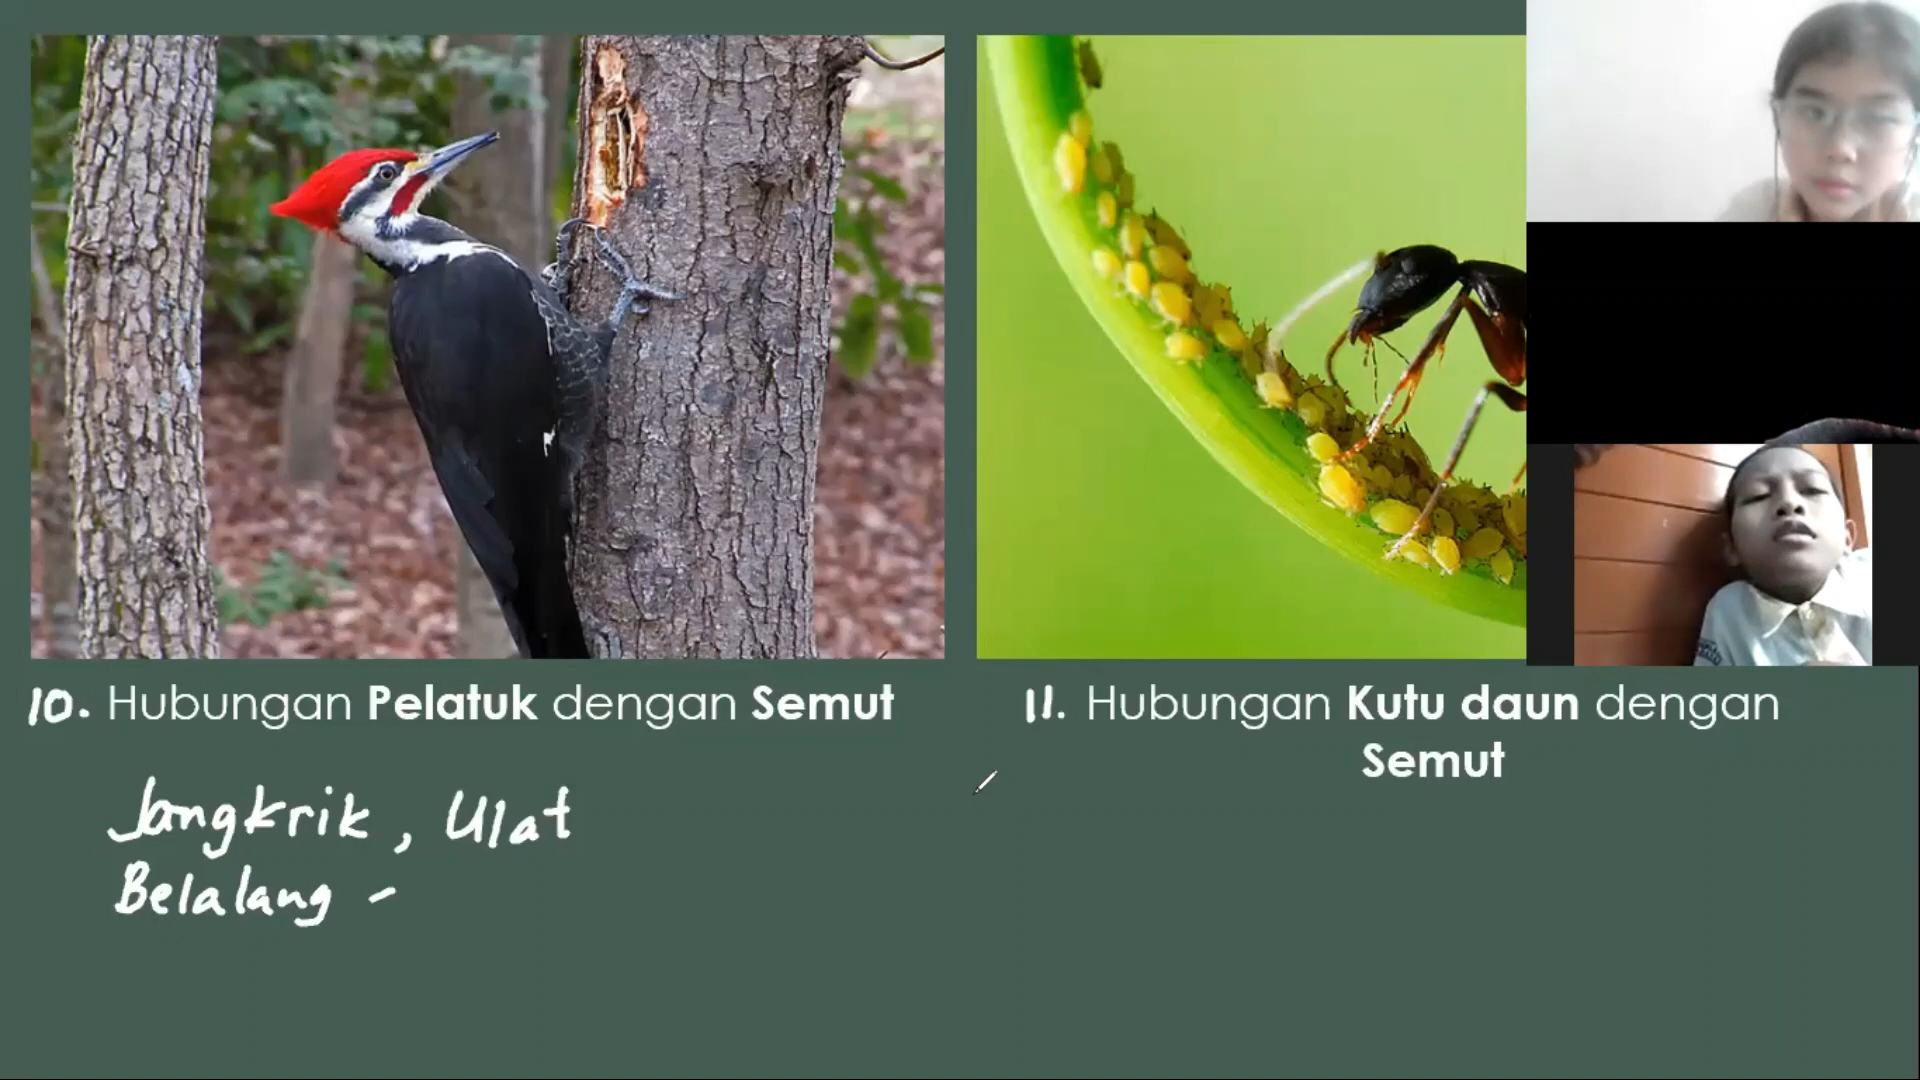 10. Hubungan Pelatuk dengan Semut
Jangkrik, Ulat
Belalang -
11. Hubungan Kutu daun dengan
Semut